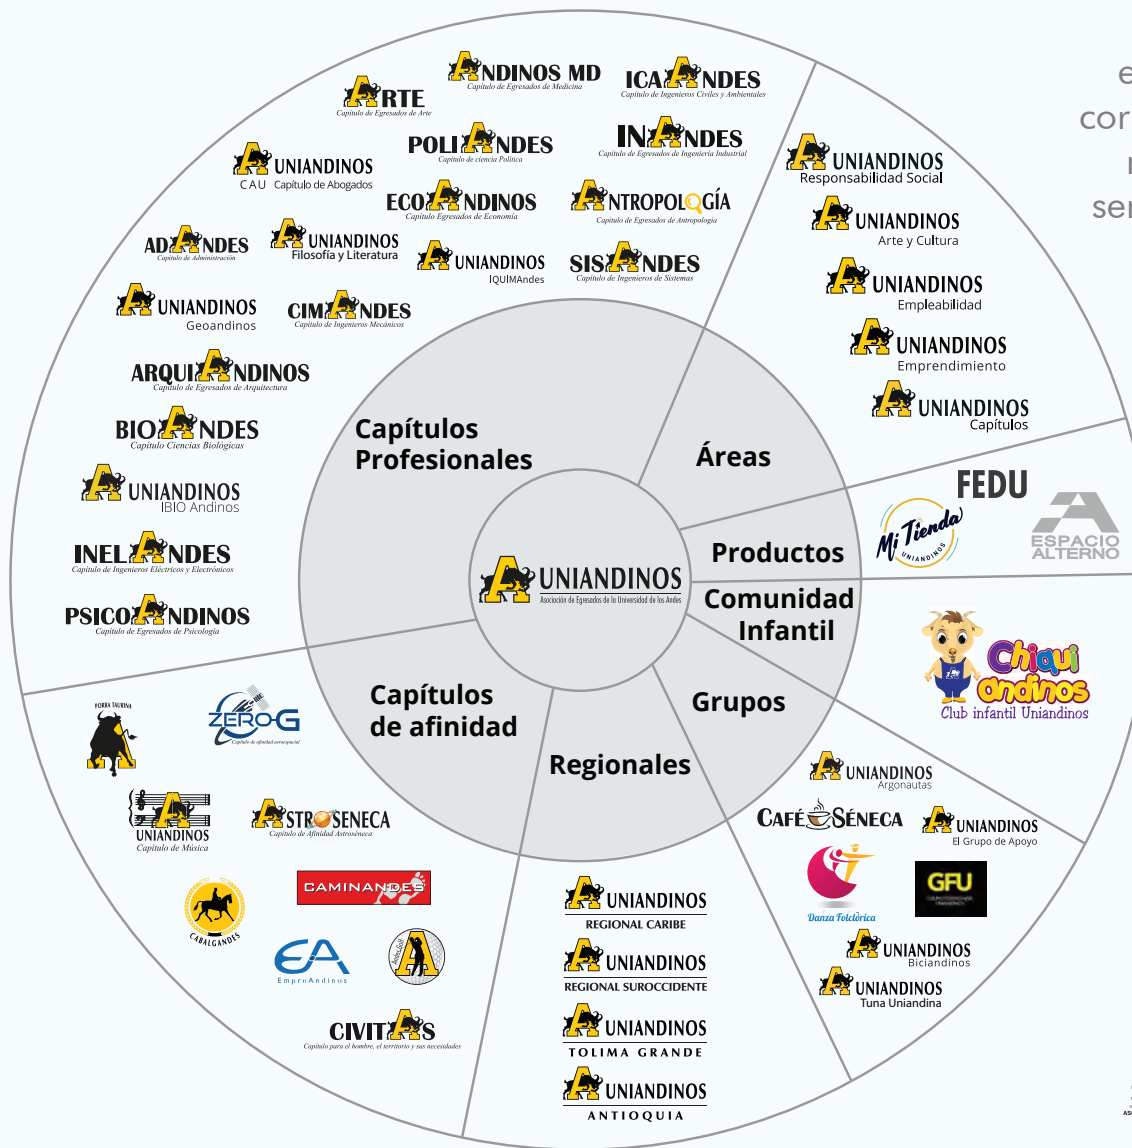 ANDINOS MD
Capítulo de Egresados de Medicina
ICAANDES
Capítulo de Ingenieros Civiles y Ambientales
ARTE
Capítulo de Egresados de Arte
POLIANDES
Capítulo de ciencia Política
INANDES
Capítulo de Egresados de Ingeniería Industrial
UNIANDINOS
CAU Capítulo de Abogados
ECOANDINOS
Capítulo Egresados de Economía
ANTROPOLOGÍA
Capítulo de Egresados de Antropología
ADANDES
Capítulo de Administración
UNIANDINOS
Filosofía y Literatura
UNIANDINOS
IQUIMAndes
SISANDES
Capítulo de Ingenieros de Sistemas
UNIANDINOS
Geoandinos
CIMANDES
Capítulo de Ingenieros Mecánicos
ARQUIANDINOS
Capítulo de Egresados de Arquitectura
BIOANDES
Capítulo Ciencias Biológicas
UNIANDINOS
IBIO Andinos
INELANDES
Capítulo de Ingenieros Eléctricos y Electrónicos
PSICOANDINOS
Capítulo de Egresados de Psicología
Capítulos
Profesionales
UNIANDINOS
Responsabilidad Social
UNIANDINOS
Arte y Cultura
UNIANDINOS
Empleabilidad
UNIANDINOS
Emprendimiento
UNIANDINOS
Capítulos
Áreas
FEDU
Mi Tienda
UNIANDINOS
ESPACIO
ALTERNO
Productos
UNIANDINOS
Asociación de Egresados de la Universidad de los Andes
Comunidad
Infantil
Chiqui
andinos
Club infantil Uniandinos
Grupos
UNIANDINOS
Argonautas
CAFÉ SÉNECA
UNIANDINOS
El Grupo de Apoyo
Danza Folclórica
GFU
UNIANDINOS
Biciandinos
UNIANDINOS
Tuna Uniandina
Regionales
UNIANDINOS
REGIONAL CARIBE
UNIANDINOS
REGIONAL SUROCCIDENTE
UNIANDINOS
TOLIMA GRANDE
UNIANDINOS
ANTIOQUIA
Capítulos
de afinidad
PORRA TAURINA
ZERO-G
Capítulo de afinidad aeroespacial
UNIANDINOS
Capítulo de Música
ASTROSENECA
Capítulo de Afinidad Astroséneca
CABALGANDES
CAMINANDES
EA
EmpreAndinos
CIVITAS
Capítulo para el hombre, el territorio y sus necesidades
e
cor
r
ser